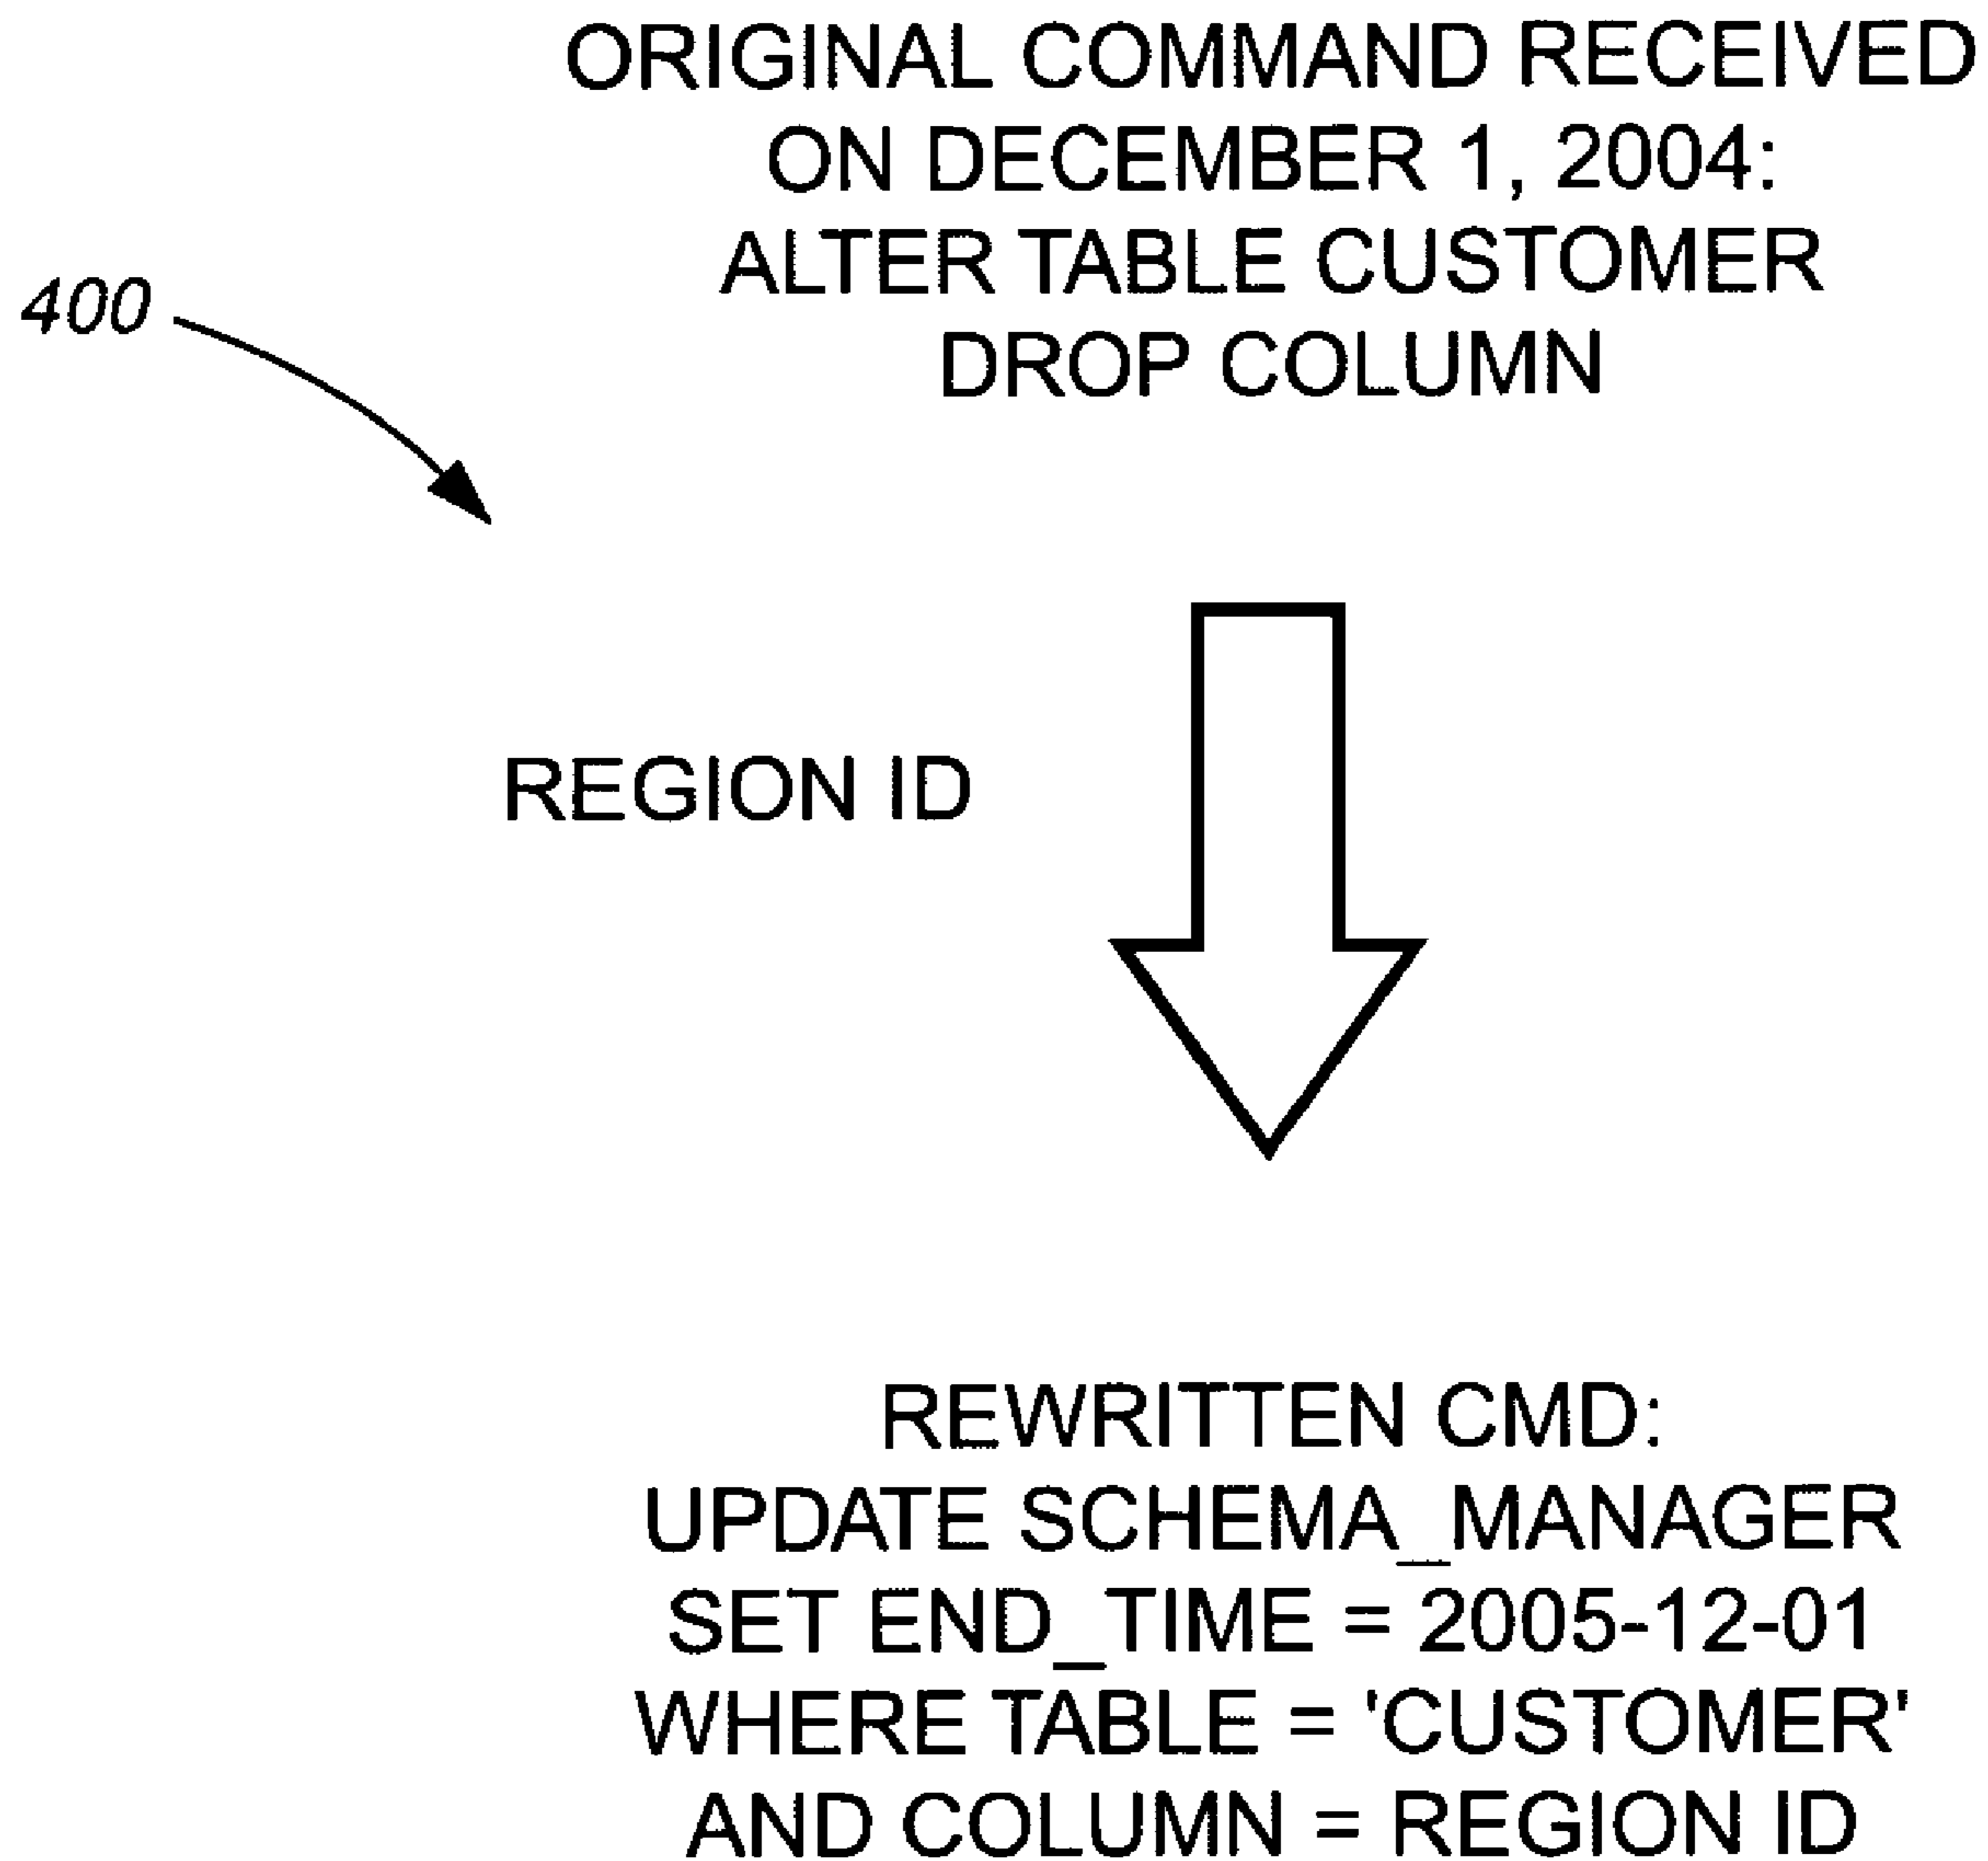 ORIGINAL COMMAND RECEIVED
ON DECEMBER 1, 2004:
ALTER TABLE CUSTOMER
DROP COLUMN
400
REGION ID
REWRITTEN CMD:
UPDATE SCHEMA_MANAGER
SET END_TIME = 2005-12-01
WHERE TABLE = 'CUSTOMER'
AND COLUMN = REGION ID